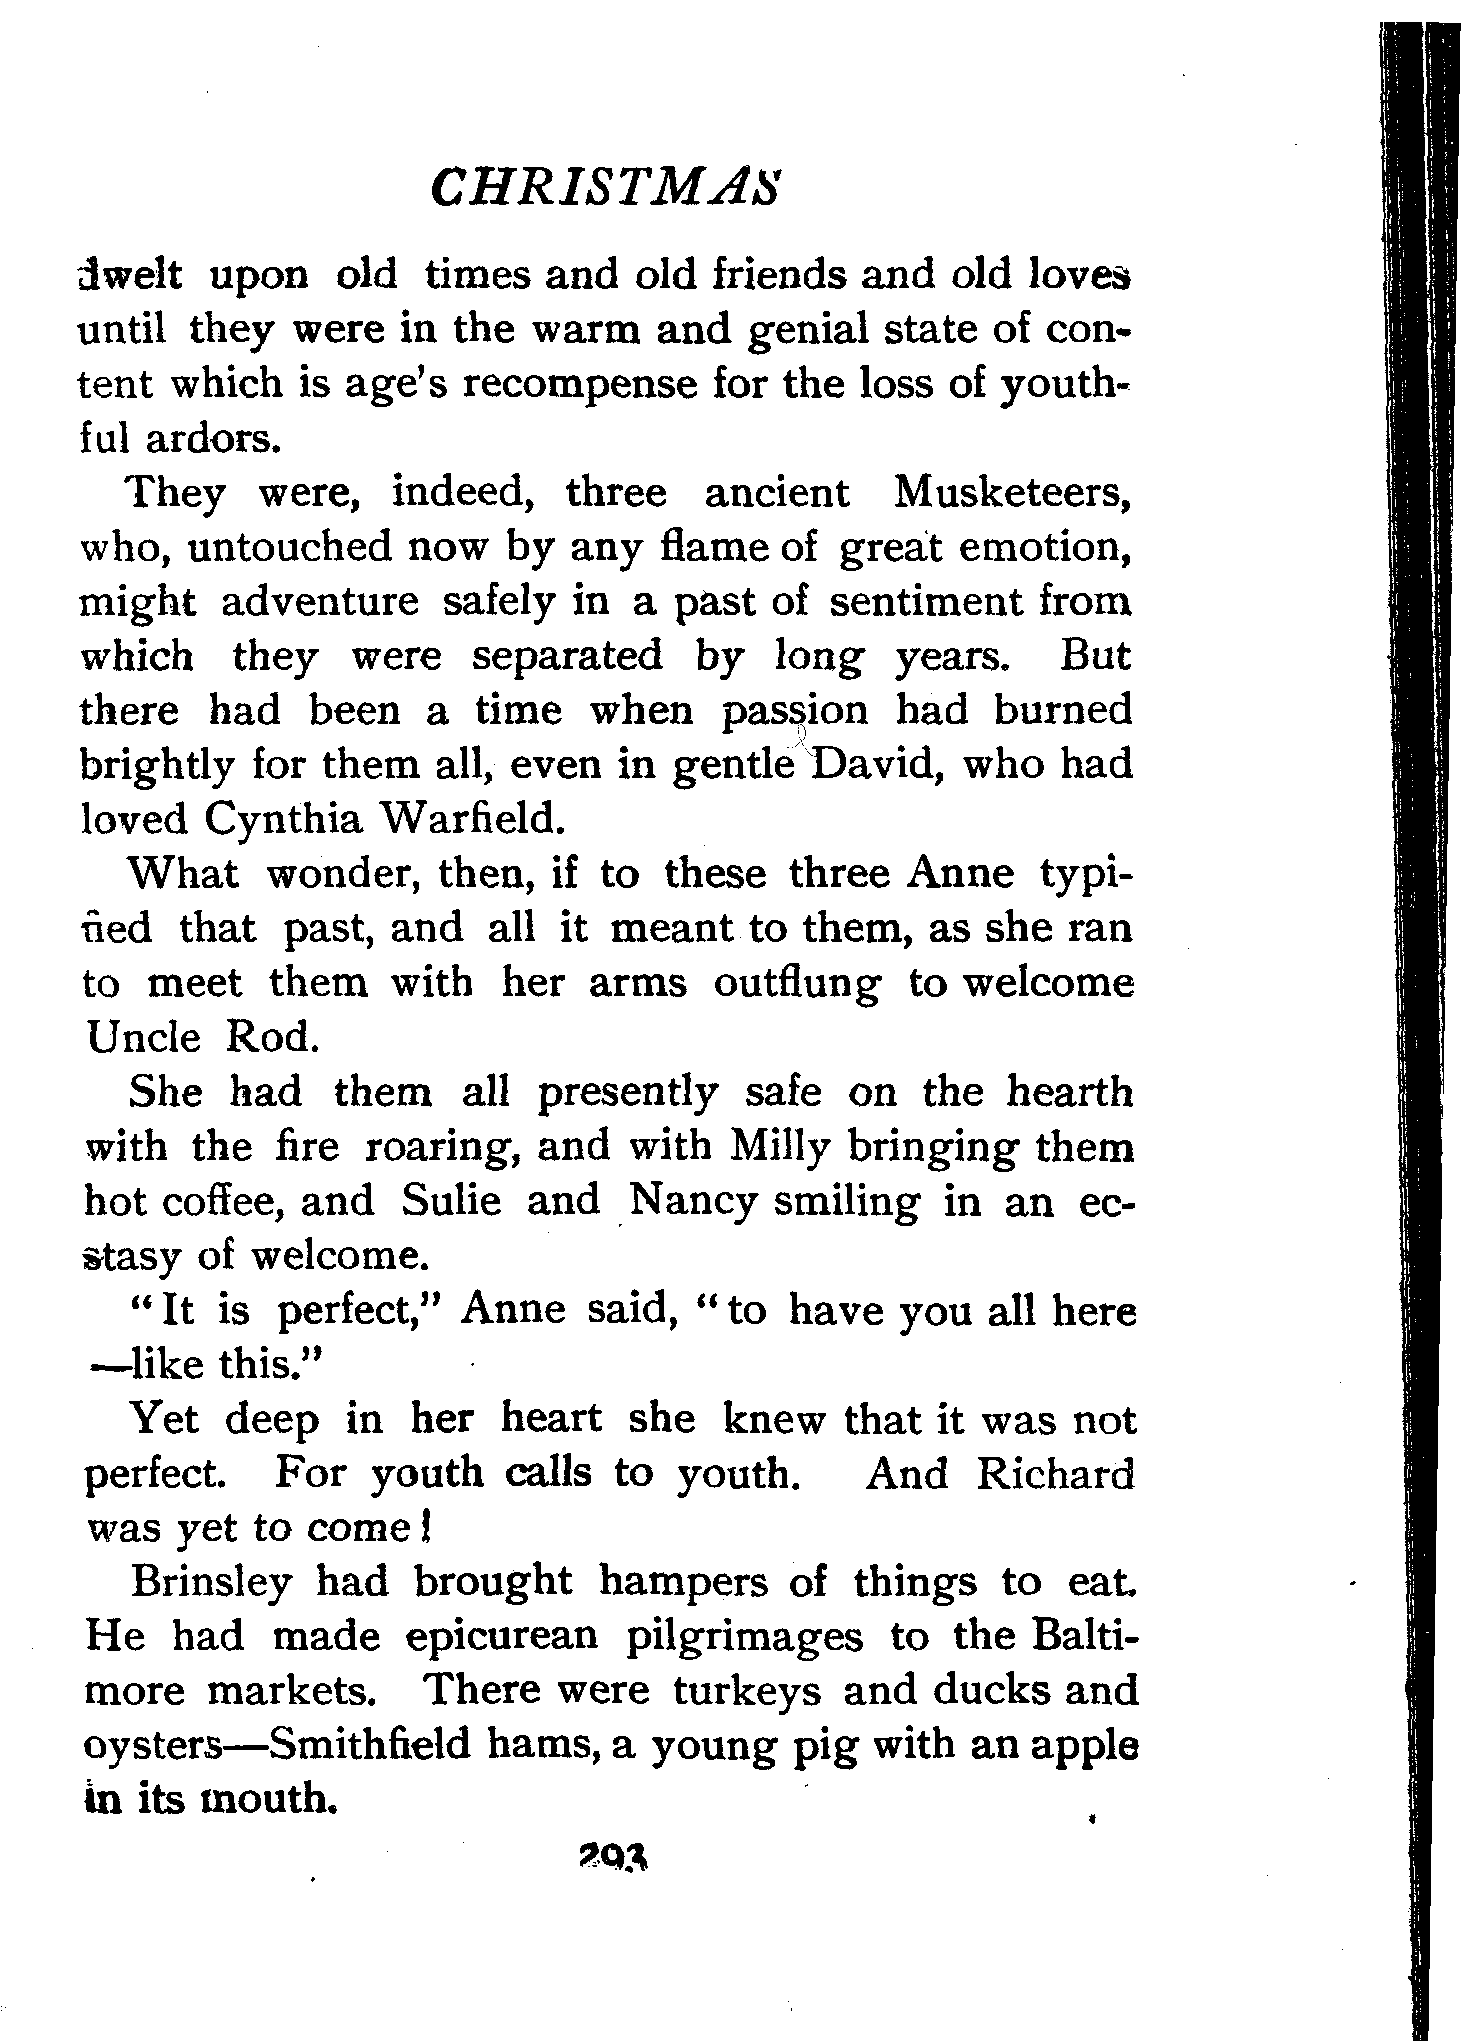 CHRISTMAS
dwelt upon old times and old friends and old loves
until they were in the warm and genial state of con-
tent which is age's recompense for the loss of youth-
ful ardors.
They were, indeed, three ancient Musketeers,
who, untouched now by any flame of great emotion,
might adventure safely in a past of sentiment from
which they were separated by long years. But
there had been a time when passion had burned
brightly for them all, even in gentle David, who had
loved Cynthia Warfield.
What wonder, then, if to these three Anne typi-
fied that past, and all it meant to them, as she ran
to meet them with her arms outflung to welcome
Uncle Rod.
She had them all presently safe on the hearth
with the fire roaring, and with Milly bringing them
hot coffee, and Sulie and Nancy smiling in an ec-
stasy of welcome.
“It is perfect,” Anne said, “to have you all here
—like this.”
Yet deep in her heart she knew that it was not
perfect. For youth calls to youth. And Richard
was yet to come!
Brinsley had brought hampers of things to eat.
He had made epicurean pilgrimages to the Balti-
more markets. There were turkeys and ducks and
oysters—Smithfield hams, a young pig with an apple
in its mouth.
293